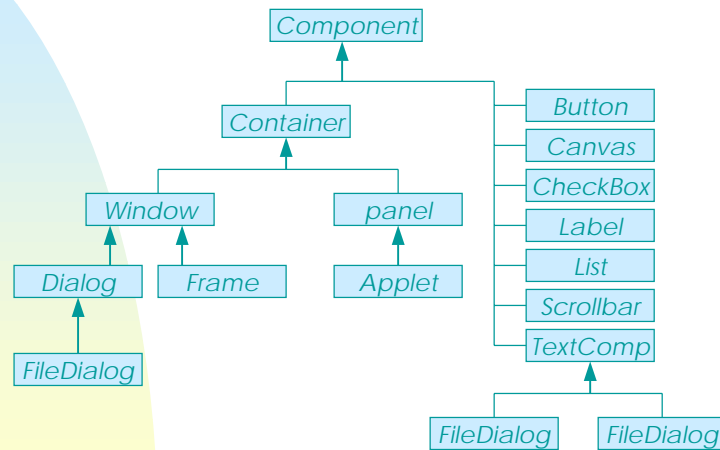 Component
Container
Button
Canvas
CheckBox
Window
panel
Label
Dialog
Frame
Applet
List
Scrollbar
TextComp
FileDialog
FileDialog
FileDialog